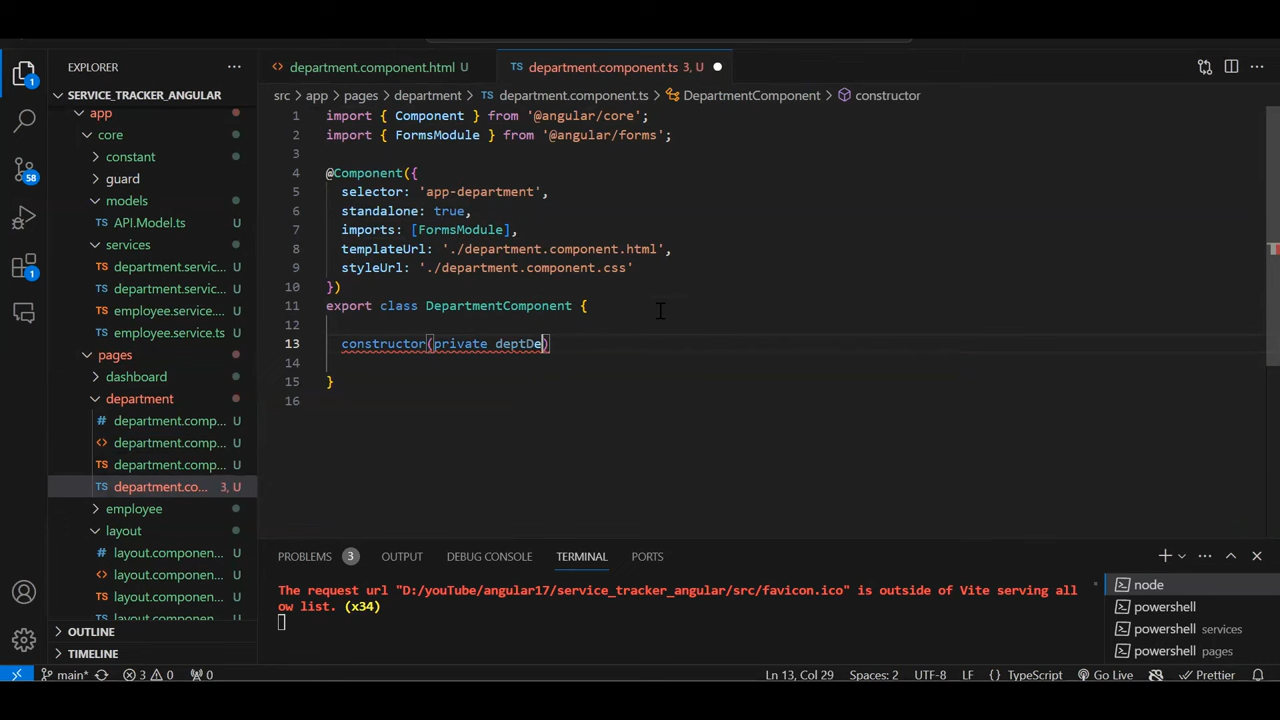 EXPLORER
SERVICE_TRACKER_ANGULAR
app
core
constant
guard
models
API.Model.ts U
services
department.servic... U
department.servic... U
employee.service.... U
employee.service.ts U
pages
dashboard
department
department.comp... U
department.comp... U
department.comp... U
department.co... 3, U
employee
layout
layout.componen... U
layout.componen... U
layout.componen... U
layout.componen... U
OUTLINE
TIMELINE
1
58
1
department.component.html U
department.component.ts 3, U
src > app > pages > department > TS department.component.ts > DepartmentComponent > constructor
1 import { Component } from '@angular/core';
2 import { FormsModule } from '@angular/forms';
3
4 @Component({
5 selector: 'app-department',
6 standalone: true,
7 imports: [FormsModule],
8 templateUrl: './department.component.html',
9 styleUrl: './department.component.css'
10 })
11 export class DepartmentComponent {
12
13 constructor(private deptDe)
14
15 }
16
PROBLEMS 3 OUTPUT DEBUG CONSOLE TERMINAL PORTS
The request url "D:/youTube/angular17/service_tracker_angular/src/favicon.ico" is outside of Vite serving all
ow list. (x34)
node
powershell
powershell services
powershell pages
main* 3 0 0 Ln 13, Col 29 Spaces: 2 UTF-8 LF {} TypeScript Go Live Prettier